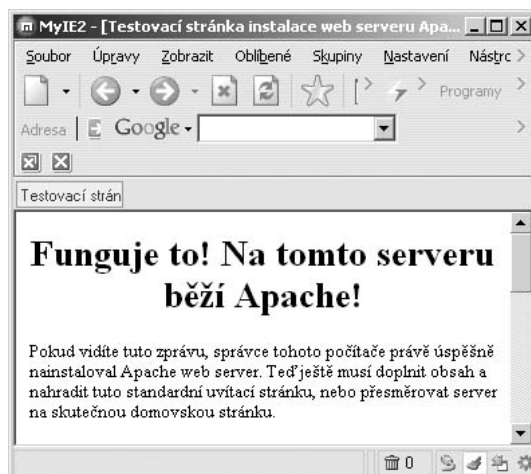 MyIE2 - [Testovací stránka instalace web serveru Apa...
Soubor Úpravy Zobrazit Oblíbené Skupiny Nastavení Nástrc >
Programy
Adresa Google
Testovací strán
Funguje to! Na tomto serveru
běží Apache!
Pokud vidíte tuto zprávu, správce tohoto počítače právě úspěšně
nainstaloval Apache web server. Teď ještě musí doplnit obsah a
nahradit tuto standardní uvítací stránku, nebo přesměrovat server
na skutečnou domovskou stránku.
0